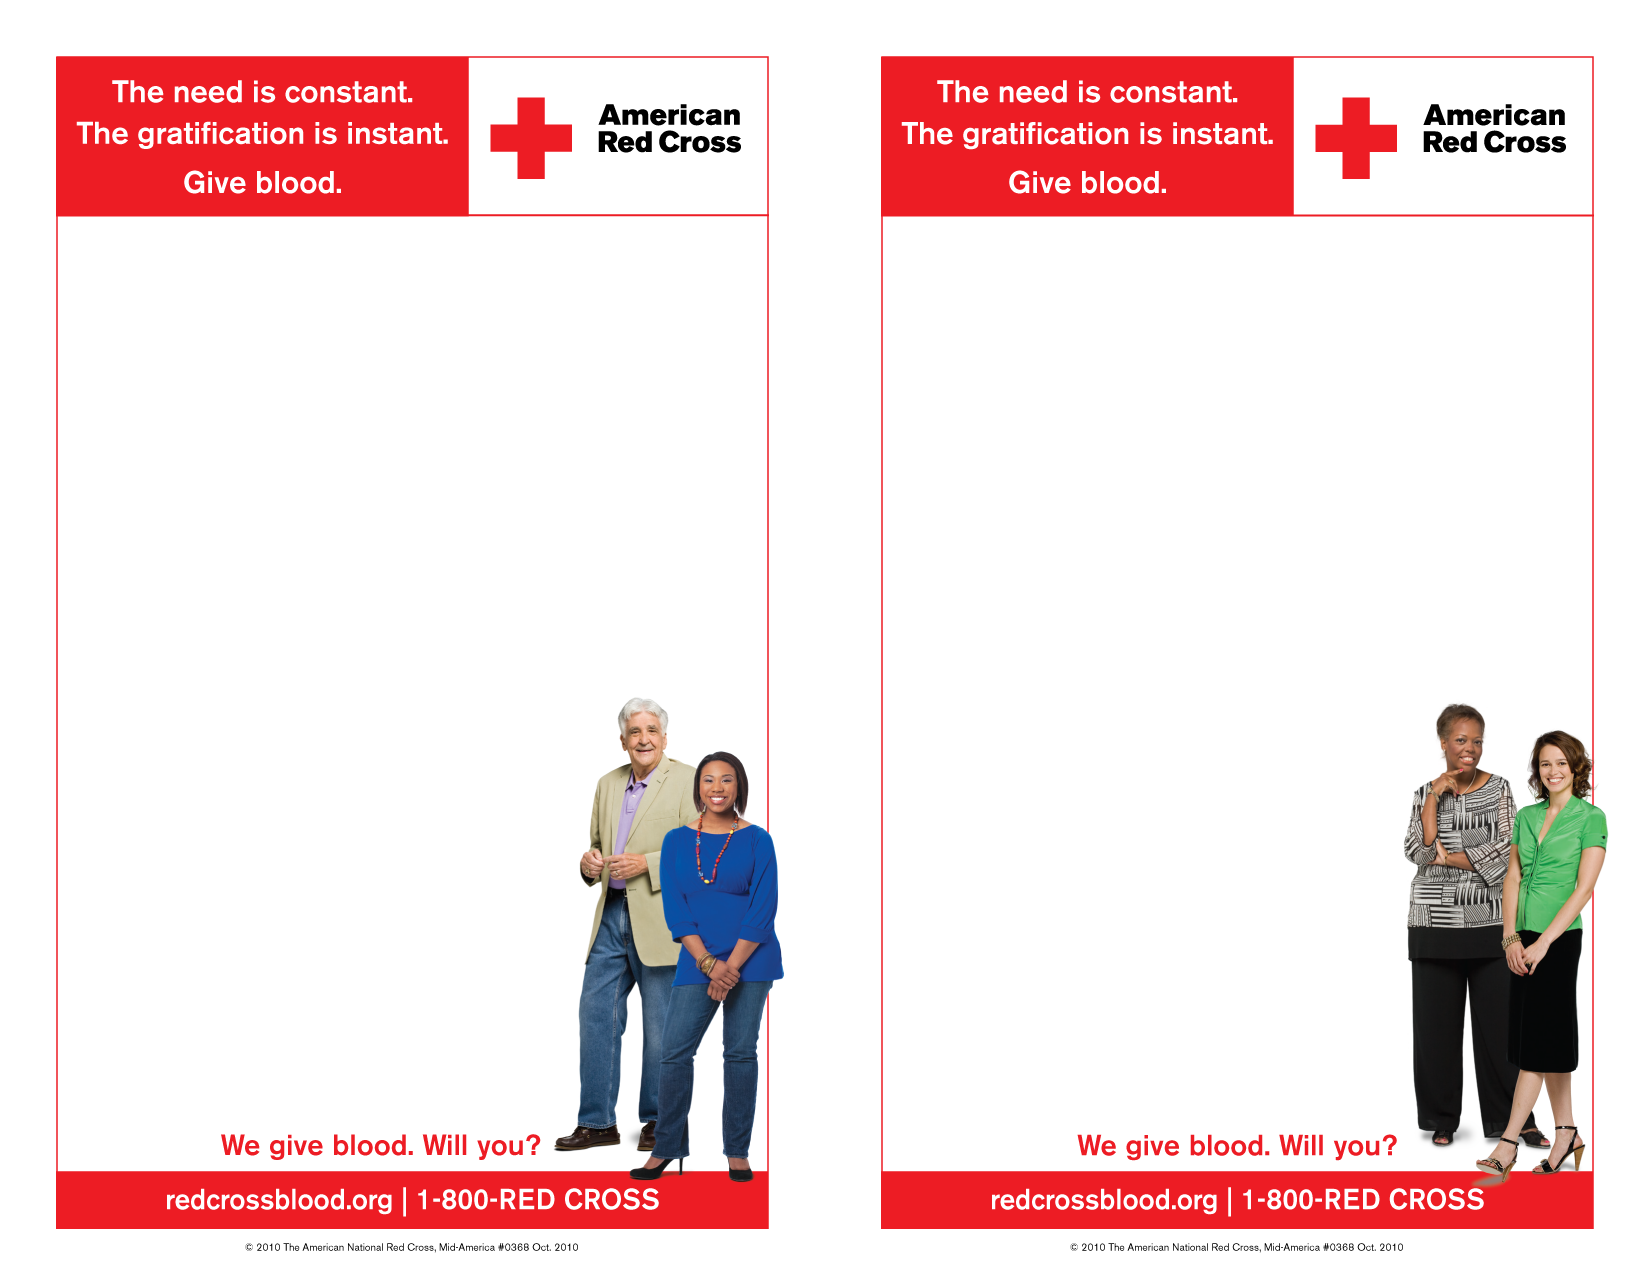 The need is constant.
The gratification is instant.
Give blood.
American
Red Cross
We give blood. Will you?
redcrossblood.org | 1-800-RED CROSS
© 2010 The American National Red Cross, Mid-America #0368 Oct. 2010
The need is constant.
The gratification is instant.
Give blood.
American
Red Cross
We give blood. Will you?
redcrossblood.org | 1-800-RED CROSS
© 2010 The American National Red Cross, Mid-America #0368 Oct. 2010